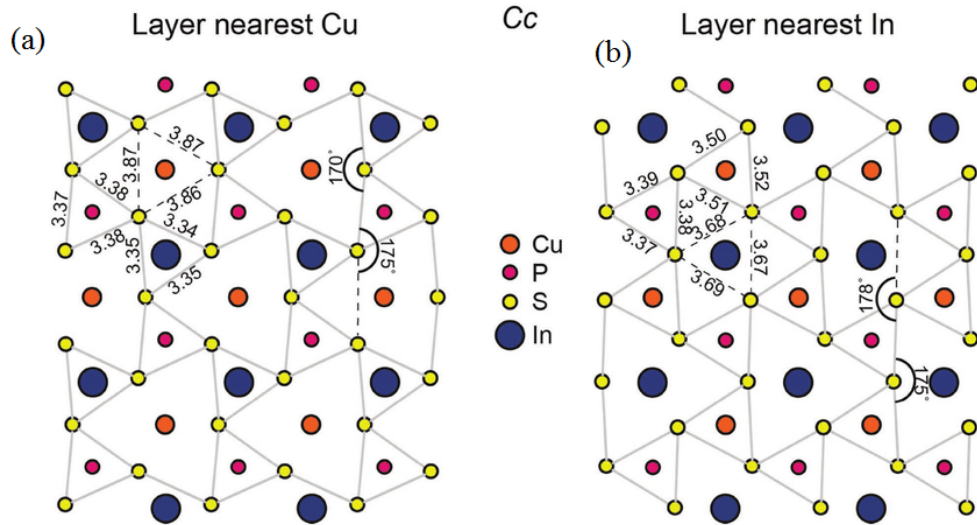 (a)
Layer nearest Cu
Cc
(b)
Layer nearest In
3.87
3.87
3.38
3.86
3.37
3.38
3.34
3.35
3.35
170°
175°
Cu
P
S
In
3.50
3.52
3.39
3.51
3.38
3.68
3.37
3.67
3.69
178°
175°